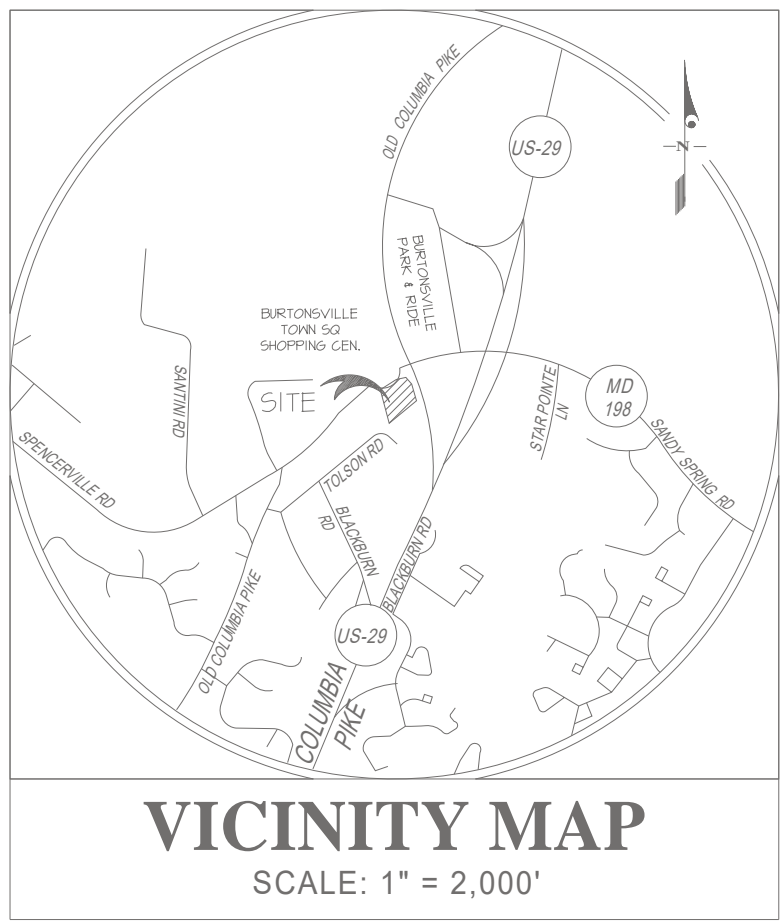 OLD COLUMBIA PIKE
US-29
N
BURTONSVILLE
PARK & RIDE
BURTONSVILLE
TOWN SQ
SHOPPING CEN.
SITE
SANTINI RD
SPENCERVILLE RD
TOLSON RD
STAR POINTE
LN
MD
198
SANDY SPRING RD
BLACKBURN
RD
BLACKBURN RD
OLD COLUMBIA PIKE
US-29
COLUMBIA
PIKE
VICINITY MAP
SCALE: 1" = 2,000'